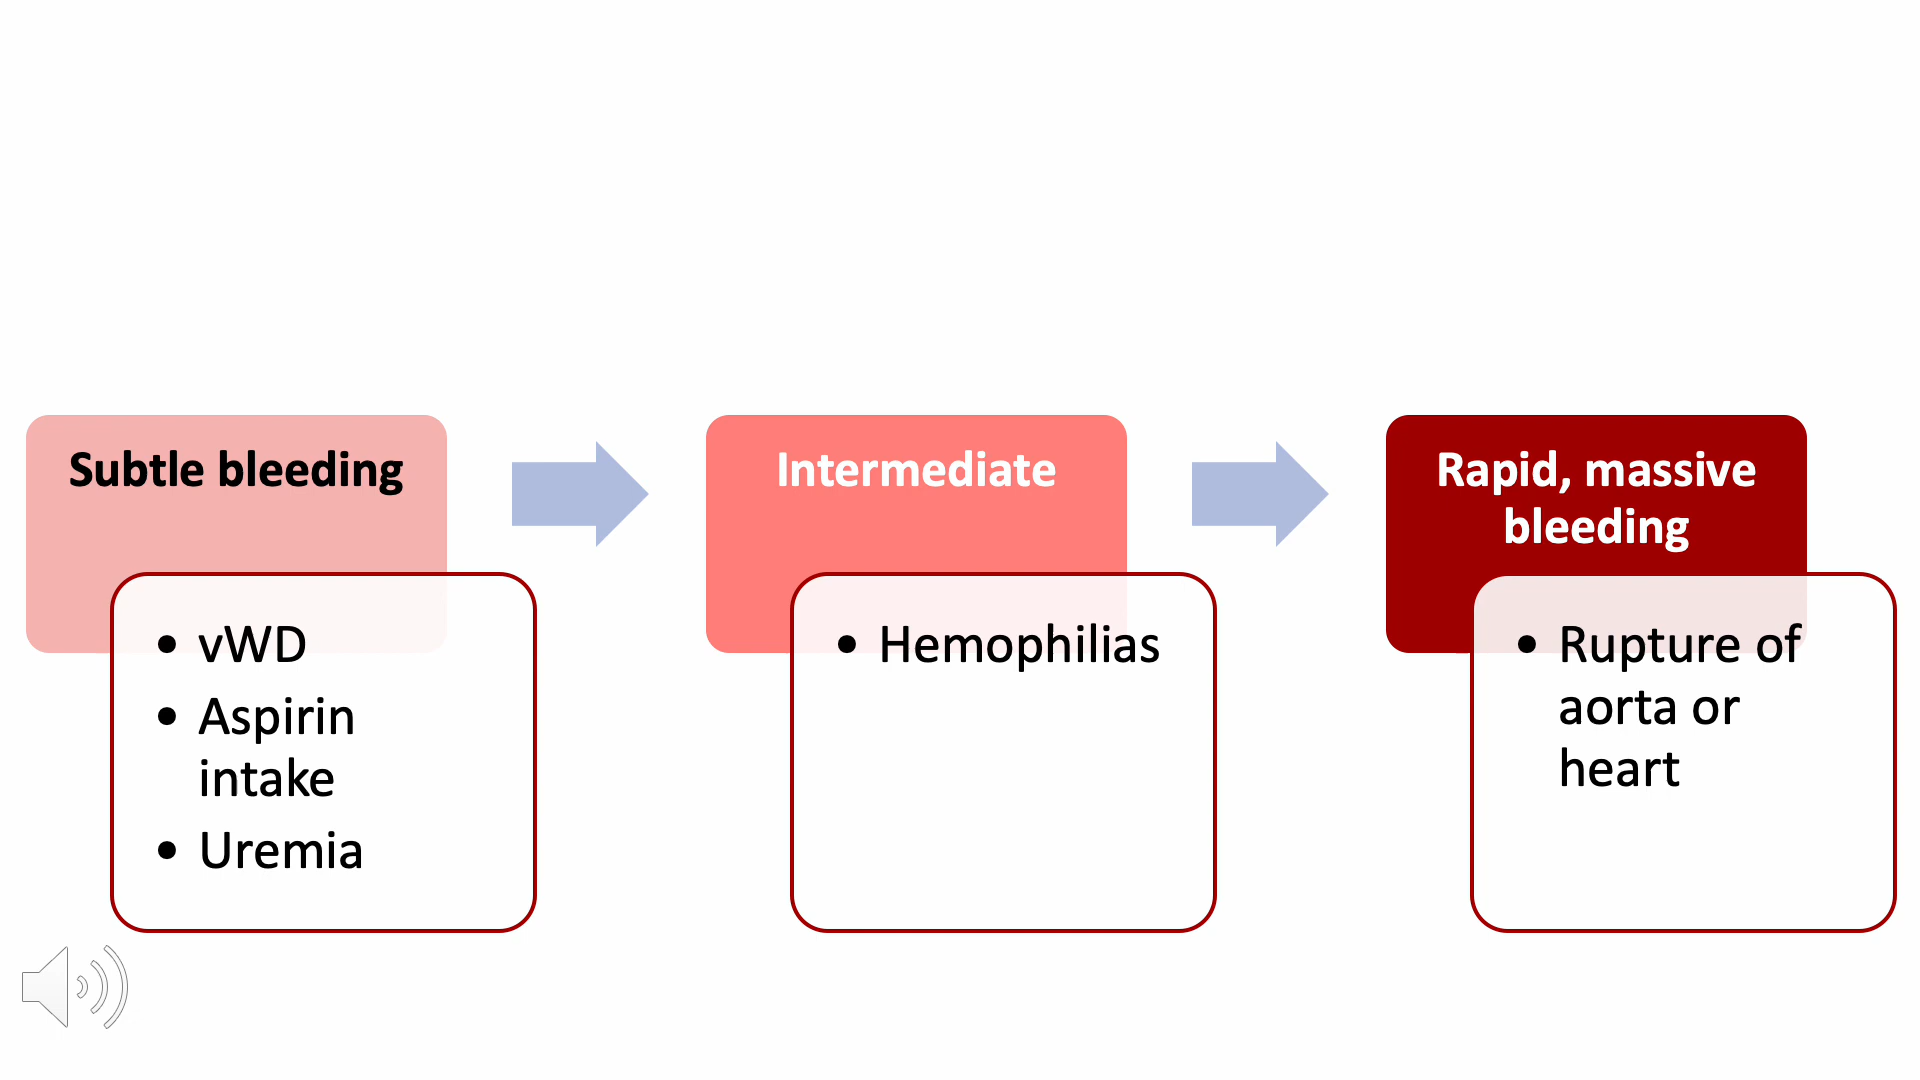 Subtle bleeding
• vWD
• Aspirin
intake
• Uremia
Intermediate
• Hemophilias
Rapid, massive
bleeding
• Rupture of
aorta or
heart